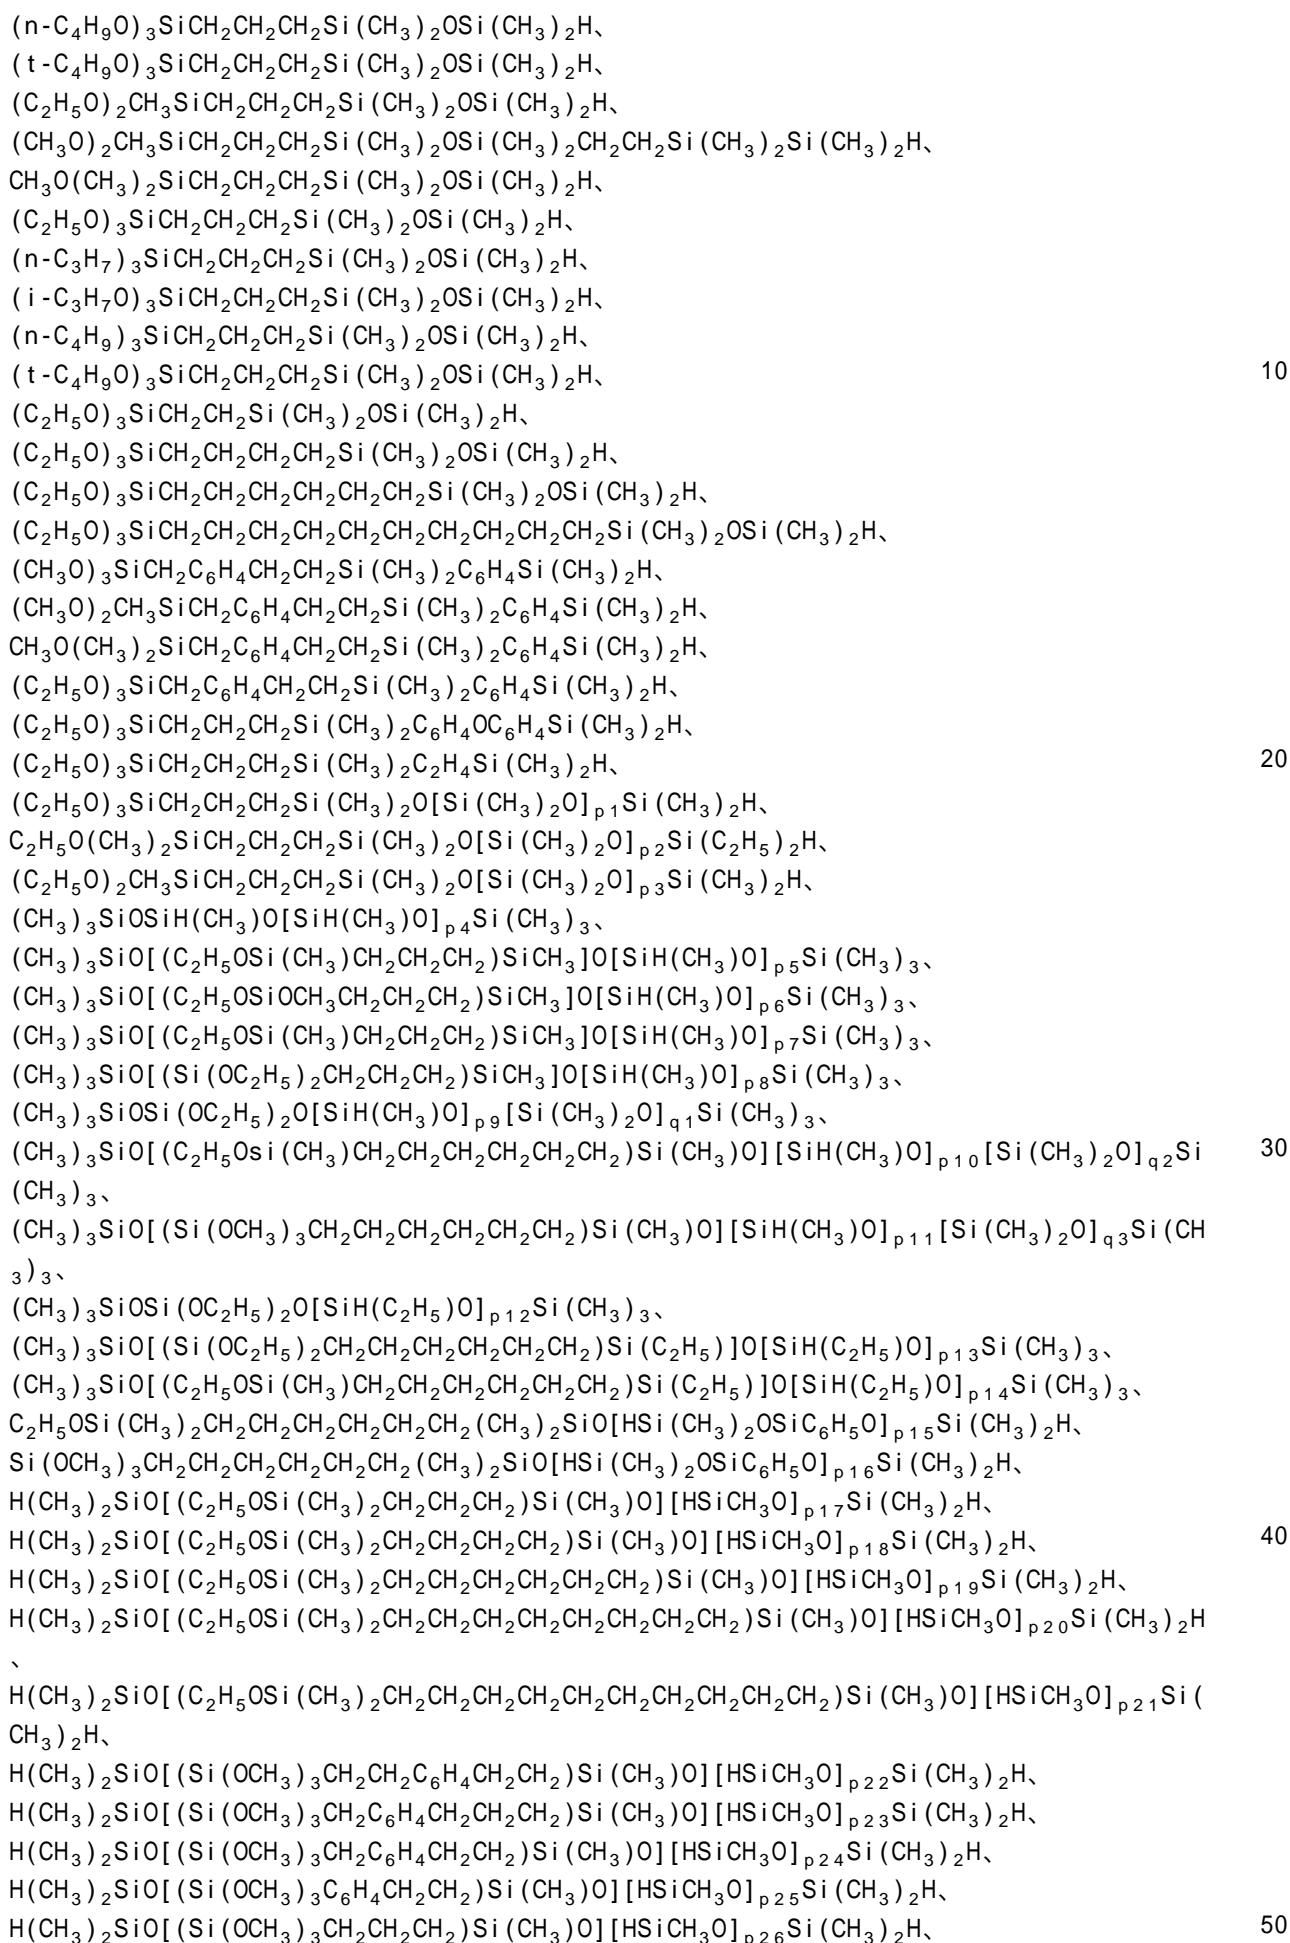 (n-C₄H₉O)₃SiCH₂CH₂CH₂Si(CH₃)₂OSi(CH₃)₂H、
(t-C₄H₉O)₃SiCH₂CH₂CH₂Si(CH₃)₂OSi(CH₃)₂H、
(C₂H₅O)₂CH₃SiCH₂CH₂CH₂Si(CH₃)₂OSi(CH₃)₂H、
(CH₃O)₂CH₃SiCH₂CH₂CH₂Si(CH₃)₂OSi(CH₃)₂CH₂CH₂Si(CH₃)₂Si(CH₃)₂H、
CH₃O(CH₃)₂SiCH₂CH₂CH₂Si(CH₃)₂OSi(CH₃)₂H、
(C₂H₅O)₃SiCH₂CH₂CH₂Si(CH₃)₂OSi(CH₃)₂H、
(n-C₃H₇)₃SiCH₂CH₂CH₂Si(CH₃)₂OSi(CH₃)₂H、
(i-C₃H₇O)₃SiCH₂CH₂CH₂Si(CH₃)₂OSi(CH₃)₂H、
(n-C₄H₉)₃SiCH₂CH₂CH₂Si(CH₃)₂OSi(CH₃)₂H、
(t-C₄H₉O)₃SiCH₂CH₂CH₂Si(CH₃)₂OSi(CH₃)₂H、 10
(C₂H₅O)₃SiCH₂CH₂Si(CH₃)₂OSi(CH₃)₂H、
(C₂H₅O)₃SiCH₂CH₂CH₂CH₂Si(CH₃)₂OSi(CH₃)₂H、
(C₂H₅O)₃SiCH₂CH₂CH₂CH₂CH₂CH₂Si(CH₃)₂OSi(CH₃)₂H、
(C₂H₅O)₃SiCH₂CH₂CH₂CH₂CH₂CH₂CH₂CH₂CH₂CH₂Si(CH₃)₂OSi(CH₃)₂H、
(CH₃O)₃SiCH₂C₆H₄CH₂CH₂Si(CH₃)₂C₆H₄Si(CH₃)₂H、
(CH₃O)₂CH₃SiCH₂C₆H₄CH₂CH₂Si(CH₃)₂C₆H₄Si(CH₃)₂H、
CH₃O(CH₃)₂SiCH₂C₆H₄CH₂CH₂Si(CH₃)₂C₆H₄Si(CH₃)₂H、
(C₂H₅O)₃SiCH₂C₆H₄CH₂CH₂Si(CH₃)₂C₆H₄Si(CH₃)₂H、
(C₂H₅O)₃SiCH₂CH₂CH₂Si(CH₃)₂C₆H₄OC₆H₄Si(CH₃)₂H、
(C₂H₅O)₃SiCH₂CH₂CH₂Si(CH₃)₂C₂H₄Si(CH₃)₂H、 20
(C₂H₅O)₃SiCH₂CH₂CH₂Si(CH₃)₂O[Si(CH₃)₂O]ₚ₁Si(CH₃)₂H、
C₂H₅O(CH₃)₂SiCH₂CH₂CH₂Si(CH₃)₂O[Si(CH₃)₂O]ₚ₂Si(C₂H₅)₂H、
(C₂H₅O)₂CH₃SiCH₂CH₂CH₂Si(CH₃)₂O[Si(CH₃)₂O]ₚ₃Si(CH₃)₂H、
(CH₃)₃SiOSiH(CH₃)O[SiH(CH₃)O]ₚ₄Si(CH₃)₃、
(CH₃)₃SiO[(C₂H₅OSi(CH₃)CH₂CH₂CH₂)SiCH₃]O[SiH(CH₃)O]ₚ₅Si(CH₃)₃、
(CH₃)₃SiO[(C₂H₅OSiOCH₃CH₂CH₂CH₂)SiCH₃]O[SiH(CH₃)O]ₚ₆Si(CH₃)₃、
(CH₃)₃SiO[(C₂H₅OSi(CH₃)CH₂CH₂CH₂)SiCH₃]O[SiH(CH₃)O]ₚ₇Si(CH₃)₃、
(CH₃)₃SiO[(Si(OC₂H₅)₂CH₂CH₂CH₂)SiCH₃]O[SiH(CH₃)O]ₚ₈Si(CH₃)₃、
(CH₃)₃SiOSi(OC₂H₅)₂O[SiH(CH₃)O]ₚ₉[Si(CH₃)₂O]q₁Si(CH₃)₃、
(CH₃)₃SiO[(C₂H₅Osi(CH₃)CH₂CH₂CH₂CH₂CH₂CH₂)Si(CH₃)O][SiH(CH₃)O]ₚ₁₀[Si(CH₃)₂O]q₂Si 30
(CH₃)₃、
(CH₃)₃SiO[(Si(OCH₃)₃CH₂CH₂CH₂CH₂CH₂CH₂)Si(CH₃)O][SiH(CH₃)O]ₚ₁₁[Si(CH₃)₂O]q₃Si(CH
₃)₃、
(CH₃)₃SiOSi(OC₂H₅)₂O[SiH(C₂H₅)O]ₚ₁₂Si(CH₃)₃、
(CH₃)₃SiO[(Si(OC₂H₅)₂CH₂CH₂CH₂CH₂CH₂CH₂)Si(C₂H₅)]O[SiH(C₂H₅)O]ₚ₁₃Si(CH₃)₃、
(CH₃)₃SiO[(C₂H₅OSi(CH₃)CH₂CH₂CH₂CH₂CH₂CH₂)Si(C₂H₅)]O[SiH(C₂H₅)O]ₚ₁₄Si(CH₃)₃、
C₂H₅OSi(CH₃)₂CH₂CH₂CH₂CH₂CH₂CH₂(CH₃)₂SiO[HSi(CH₃)₂OSiC₆H₅O]ₚ₁₅Si(CH₃)₂H、
Si(OCH₃)₃CH₂CH₂CH₂CH₂CH₂CH₂(CH₃)₂SiO[HSi(CH₃)₂OSiC₆H₅O]ₚ₁₆Si(CH₃)₂H、
H(CH₃)₂SiO[(C₂H₅OSi(CH₃)₂CH₂CH₂CH₂)Si(CH₃)O][HSiCH₃O]ₚ₁₇Si(CH₃)₂H、
H(CH₃)₂SiO[(C₂H₅OSi(CH₃)₂CH₂CH₂CH₂CH₂)Si(CH₃)O][HSiCH₃O]ₚ₁₈Si(CH₃)₂H、 40
H(CH₃)₂SiO[(C₂H₅OSi(CH₃)₂CH₂CH₂CH₂CH₂CH₂CH₂)Si(CH₃)O][HSiCH₃O]ₚ₁₉Si(CH₃)₂H、
H(CH₃)₂SiO[(C₂H₅OSi(CH₃)₂CH₂CH₂CH₂CH₂CH₂CH₂CH₂CH₂)Si(CH₃)O][HSiCH₃O]ₚ₂₀Si(CH₃)₂H
、
H(CH₃)₂SiO[(C₂H₅OSi(CH₃)₂CH₂CH₂CH₂CH₂CH₂CH₂CH₂CH₂CH₂CH₂)Si(CH₃)O][HSiCH₃O]ₚ₂₁Si(
CH₃)₂H、
H(CH₃)₂SiO[(Si(OCH₃)₃CH₂CH₂C₆H₄CH₂CH₂)Si(CH₃)O][HSiCH₃O]ₚ₂₂Si(CH₃)₂H、
H(CH₃)₂SiO[(Si(OCH₃)₃CH₂C₆H₄CH₂CH₂CH₂)Si(CH₃)O][HSiCH₃O]ₚ₂₃Si(CH₃)₂H、
H(CH₃)₂SiO[(Si(OCH₃)₃CH₂C₆H₄CH₂CH₂)Si(CH₃)O][HSiCH₃O]ₚ₂₄Si(CH₃)₂H、
H(CH₃)₂SiO[(Si(OCH₃)₃C₆H₄CH₂CH₂)Si(CH₃)O][HSiCH₃O]ₚ₂₅Si(CH₃)₂H、
H(CH₃)₂SiO[(Si(OCH₃)₃CH₂CH₂CH₂)Si(CH₃)O][HSiCH₃O]ₚ₂₆Si(CH₃)₂H、 50